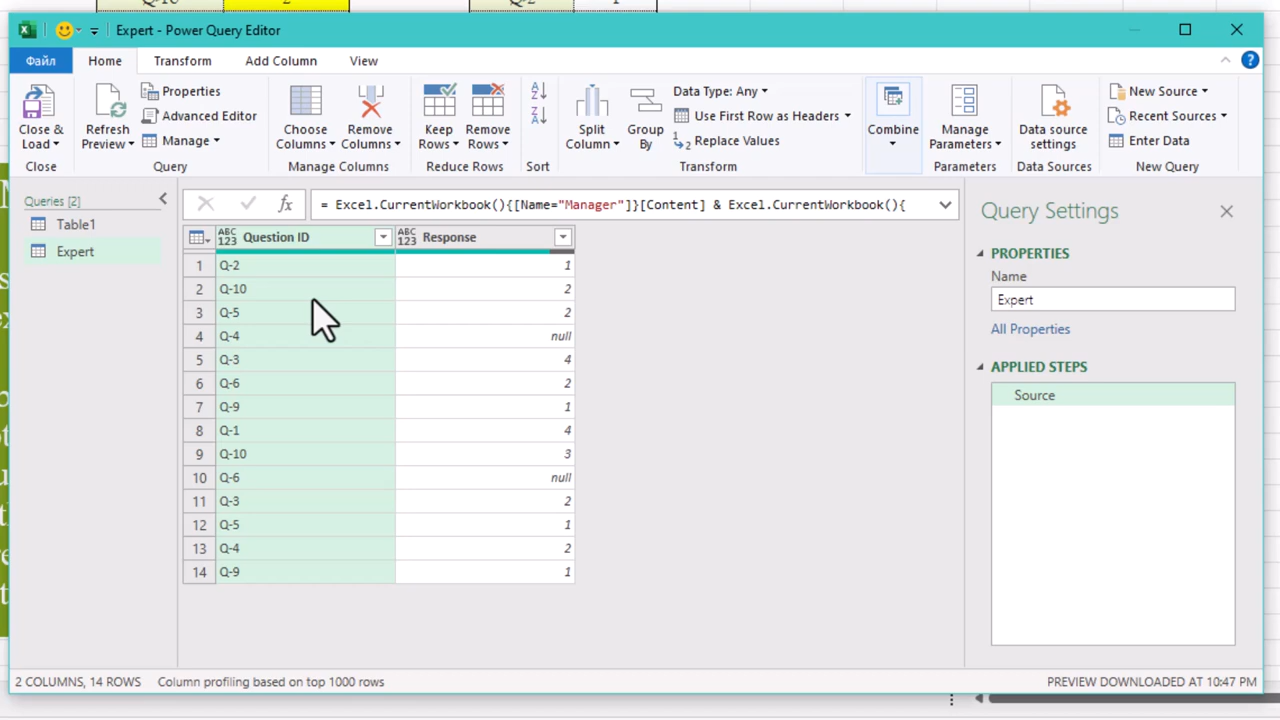 Expert - Power Query Editor
Файл Home Transform Add Column View
Close & Load
Close
Refresh Preview
Properties
Advanced Editor
Manage
Query
Choose Columns
Remove Columns
Manage Columns
Keep Rows
Remove Rows
Reduce Rows
Sort
Split Column
Group By
Data Type: Any
Use First Row as Headers
Replace Values
Transform
Combine
Manage Parameters
Parameters
Data source settings
Data Sources
New Source
Recent Sources
Enter Data
New Query
Queries [2]
Table1
Expert
= Excel.CurrentWorkbook(){[Name="Manager"]}[Content] & Excel.CurrentWorkbook(){
ABC 123 Question ID ABC 123 Response
1 Q-2 1
2 Q-10 2
3 Q-5 2
4 Q-4 null
5 Q-3 4
6 Q-6 2
7 Q-9 1
8 Q-1 4
9 Q-10 3
10 Q-6 null
11 Q-3 2
12 Q-5 1
13 Q-4 2
14 Q-9 1
Query Settings
PROPERTIES
Name
Expert
All Properties
APPLIED STEPS
Source
2 COLUMNS, 14 ROWS Column profiling based on top 1000 rows
PREVIEW DOWNLOADED AT 10:47 PM